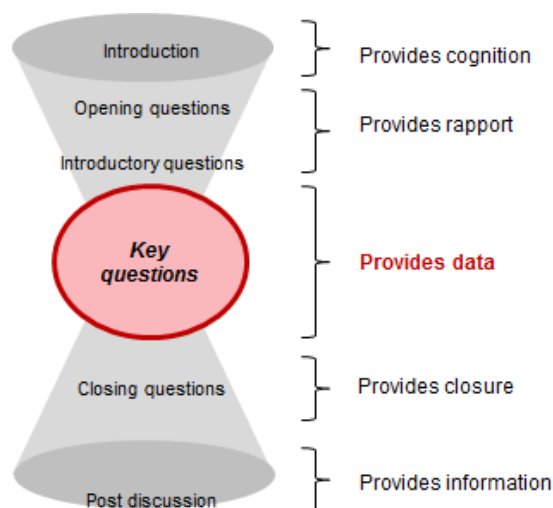 Introduction
Provides cognition
Opening questions
Provides rapport
Introductory questions
Key
questions
Provides data
Closing questions
Provides closure
Post discussion
Provides information